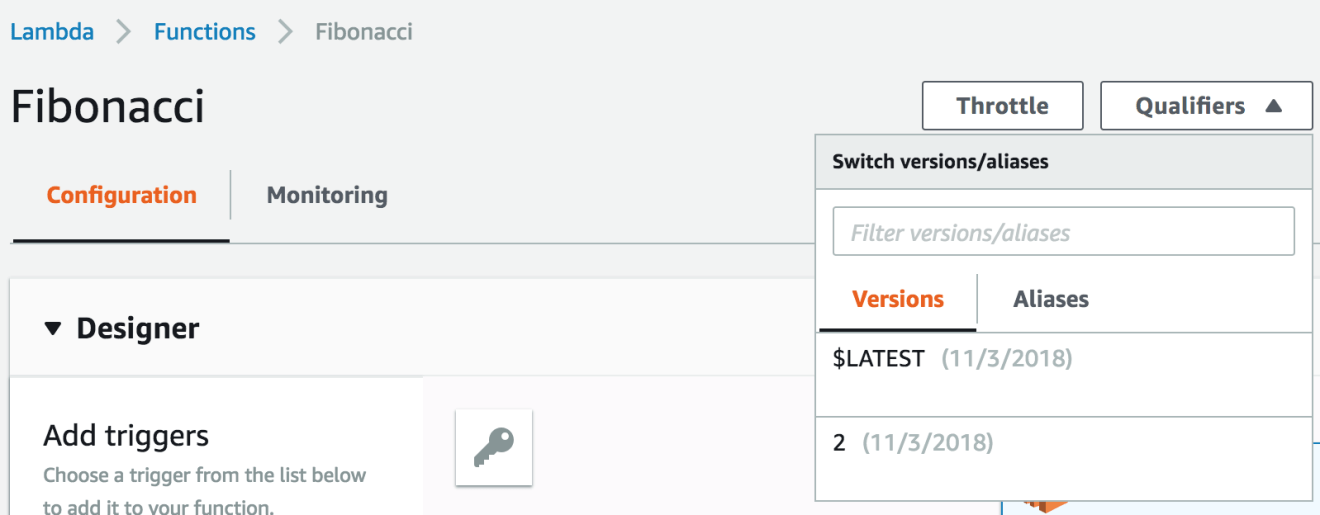 Lambda Functions Fibonacci
Fibonacci
Throttle
Qualifiers
Switch versions/aliases
Filter versions/aliases
Versions
Aliases
$LATEST (11/3/2018)
2 (11/3/2018)
Configuration
Monitoring
Designer
Add triggers
Choose a trigger from the list below
to add it to your function.